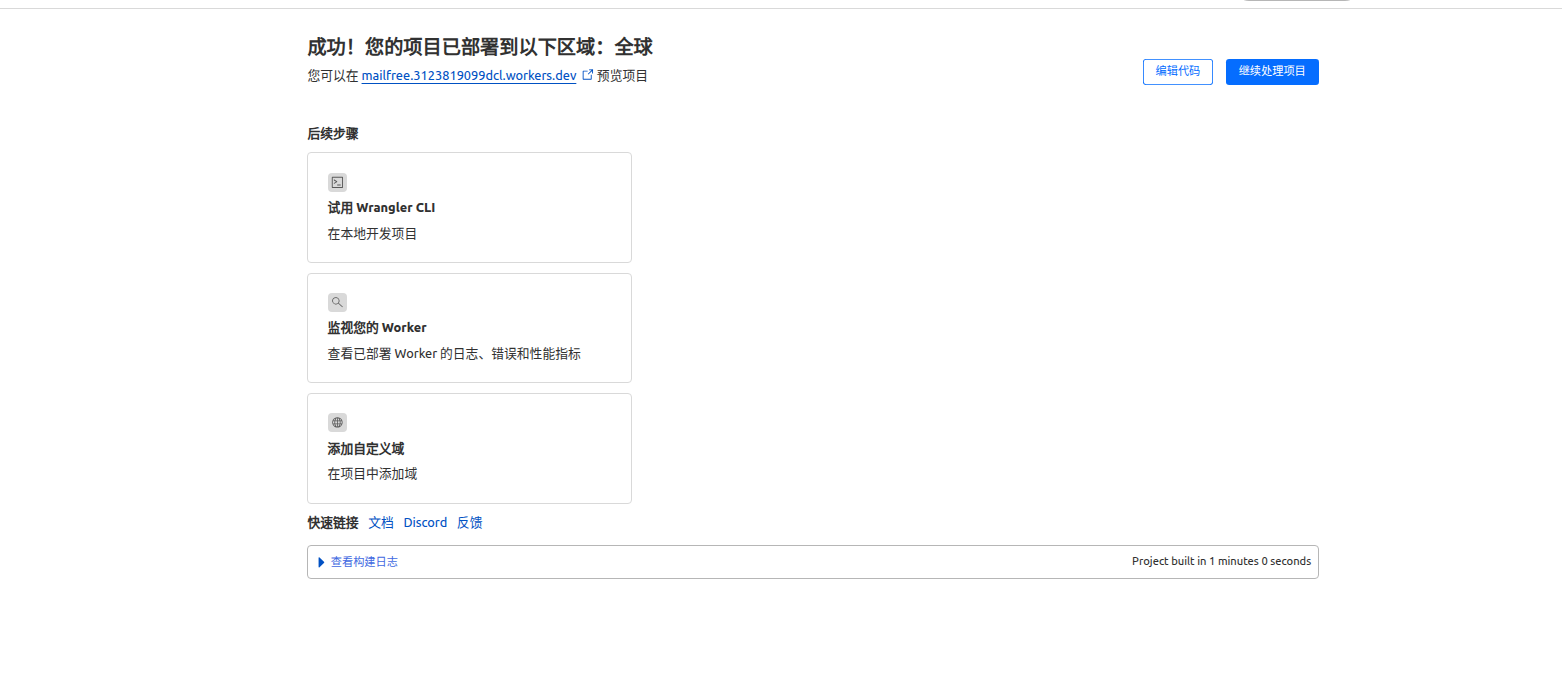 成功！您的项目已部署到以下区域：全球
您可以在 mailfree.3123819099dcl.workers.dev 预览项目
编辑代码
继续处理项目
后续步骤
试用 Wrangler CLI
在本地开发项目
监视您的 Worker
查看已部署 Worker 的日志、错误和性能指标
添加自定义域
在项目中添加域
快速链接 文档 Discord 反馈
查看构建日志
Project built in 1 minutes 0 seconds